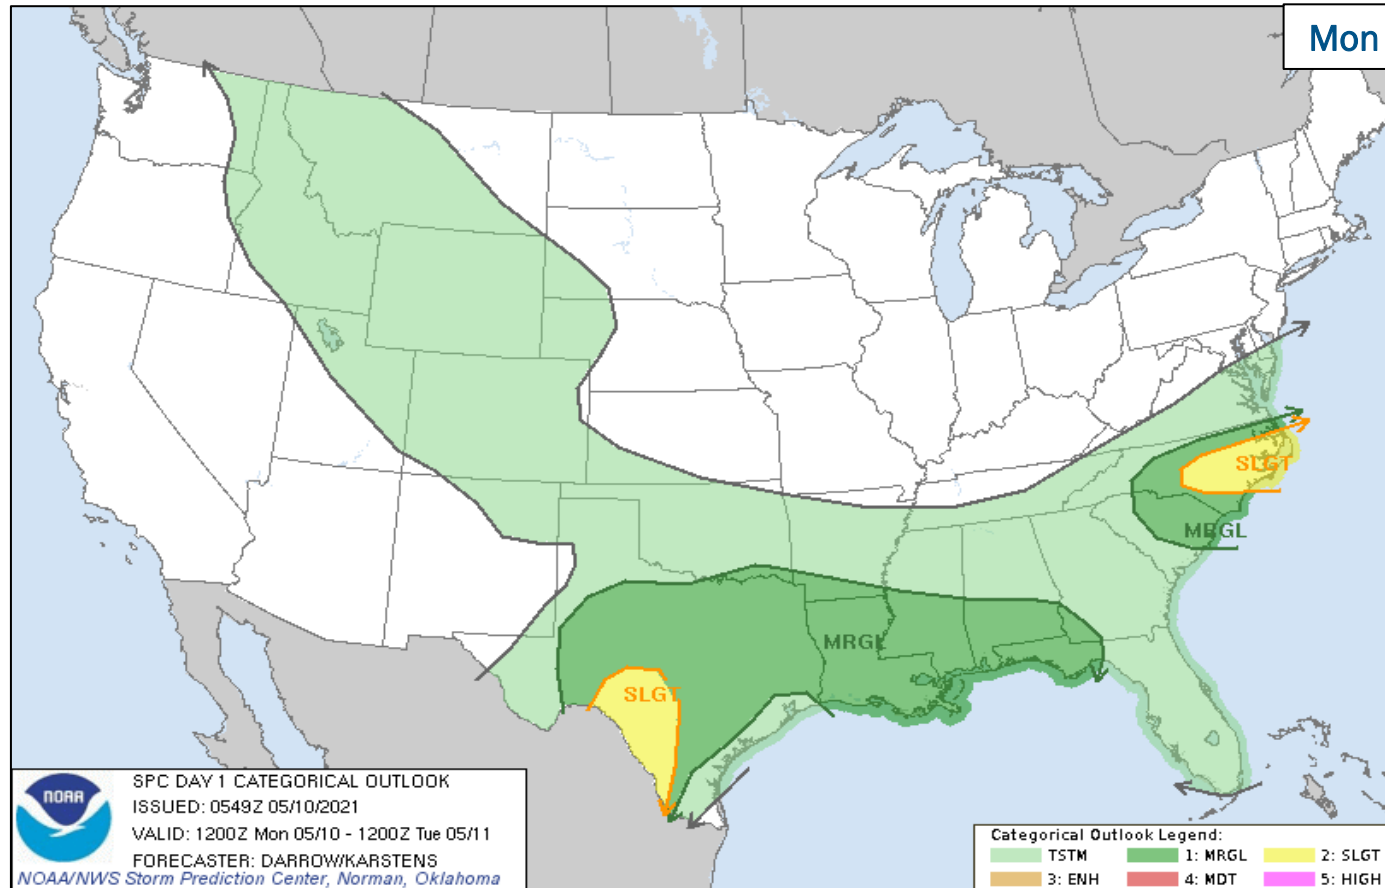 Mon
SLGT
MRGL
MRGL
SLGT
NOAA
SPC DAY 1 CATEGORICAL OUTLOOK
ISSUED: 0549Z 05/10/2021
VALID: 1200Z Mon 05/10 - 1200Z Tue 05/11
FORECASTER: DARROW/KARSTENS
NOAA/NWS Storm Prediction Center, Norman, Oklahoma
Categorical Outlook Legend:
TSTM 1: MRGL 2: SLGT
3: ENH 4: MDT 5: HIGH